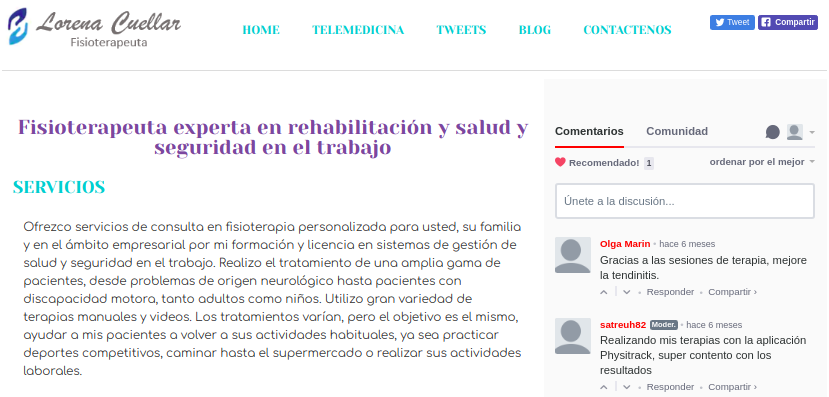 Lorena Cuellar
Fisioterapeuta
HOME TELEMEDICINA TWEETS BLOG CONTACTENOS
Tweet Compartir
Fisioterapeuta experta en rehabilitación y salud y
seguridad en el trabajo
SERVICIOS
Ofrezco servicios de consulta en fisioterapia personalizada para usted, su familia
y en el ámbito empresarial por mi formación y licencia en sistemas de gestión de
salud y seguridad en el trabajo. Realizo el tratamiento de una amplia gama de
pacientes, desde problemas de origen neurológico hasta pacientes con
discapacidad motora, tanto adultos como niños. Utilizo gran variedad de
terapias manuales y videos. Los tratamientos varían, pero el objetivo es el mismo,
ayudar a mis pacientes a volver a sus actividades habituales, ya sea practicar
deportes competitivos, caminar hasta el supermercado o realizar sus actividades
laborales.
Comentarios Comunidad
Recomendado! 1 ordenar por el mejor
Únete a la discusión...
Olga Marin • hace 6 meses
Gracias a las sesiones de terapia, mejore
la tendinitis.
• Responder • Compartir ›
satreuh82 Moder. • hace 6 meses
Realizando mis terapias con la aplicación
Physitrack, super contento con los
resultados
• Responder • Compartir ›